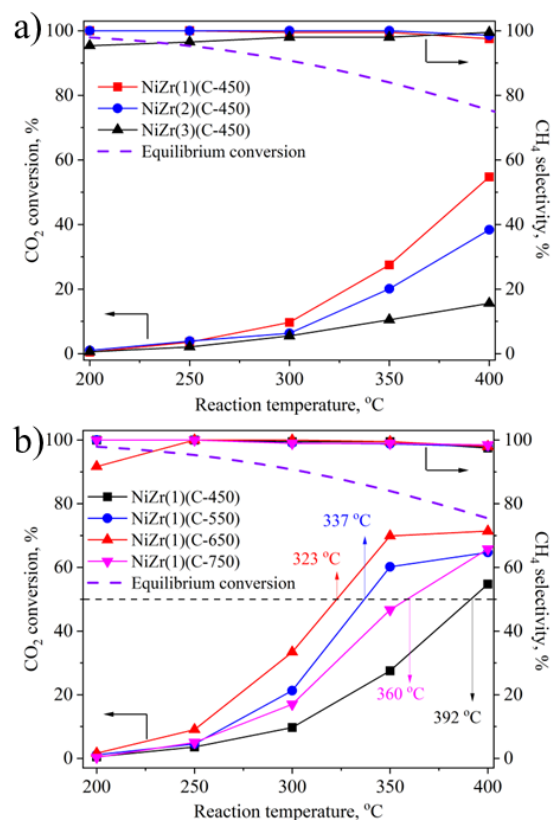 a)
100
80
60
40
20
0
CO2 conversion, %
NiZr(1)(C-450)
NiZr(2)(C-450)
NiZr(3)(C-450)
Equilibrium conversion
100
80
60
40
20
0
CH4 selectivity, %
200 250 300 350 400
Reaction temperature, °C
b)
100
80
60
40
20
0
CO2 conversion, %
NiZr(1)(C-450)
NiZr(1)(C-550)
NiZr(1)(C-650)
NiZr(1)(C-750)
Equilibrium conversion
337 °C
323 °C
360 °C
392 °C
100
80
60
40
20
0
CH4 selectivity, %
200 250 300 350 400
Reaction temperature, °C